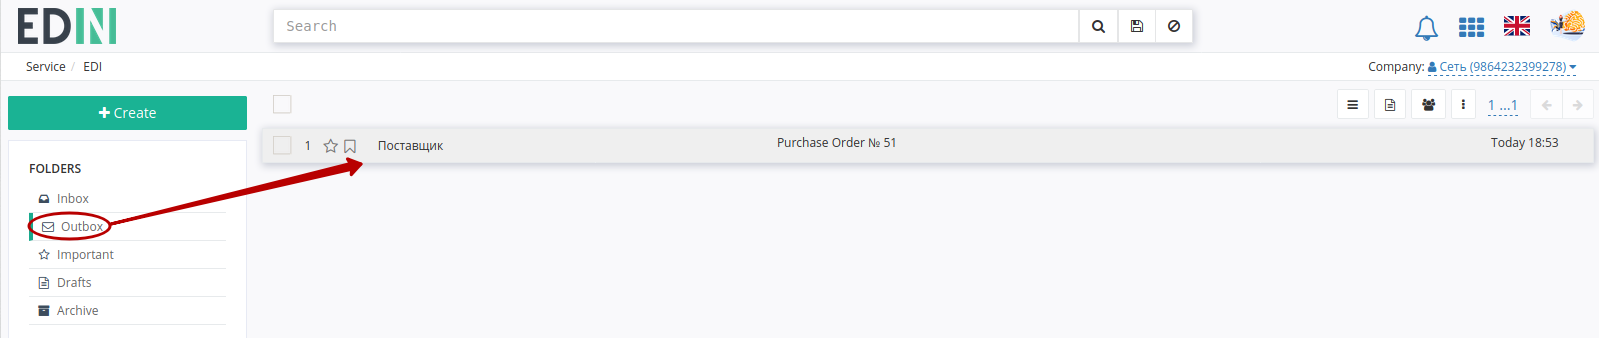 EDIN
Search
Service / EDI
Company: Сеть (9864232399278)
Create
1 ...1
1 Поставщик Purchase Order № 51 Today 18:53
FOLDERS
Inbox
Outbox
Important
Drafts
Archive